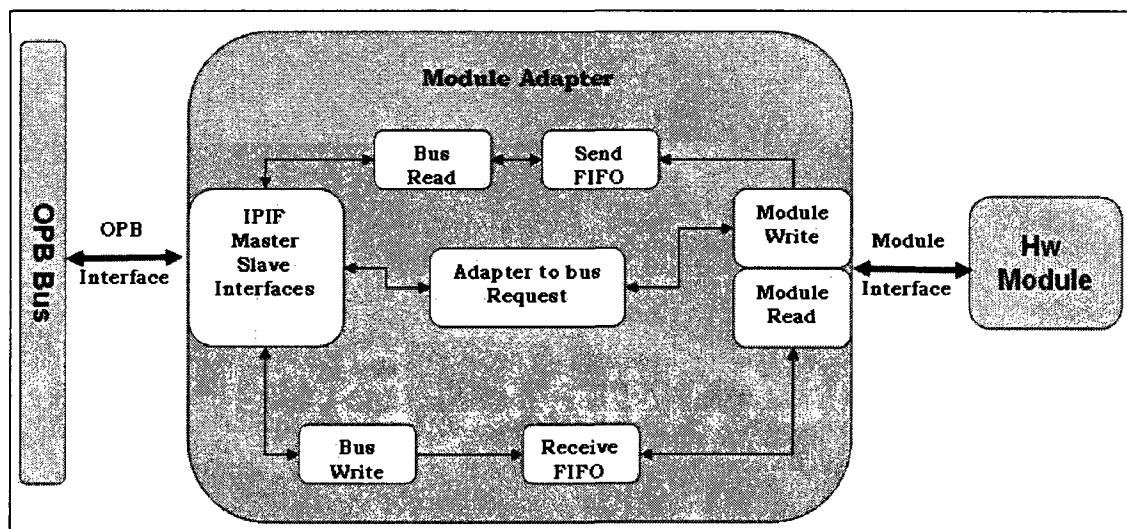 Module Adapter
Bus
Read
Send
FIFO
OPB Bus
OPB
Interface
IPIF
Master
Slave
Interfaces
Adapter to bus
Request
Module
Write
Module
Read
Module
Interface
Hw
Module
Bus
Write
Receive
FIFO